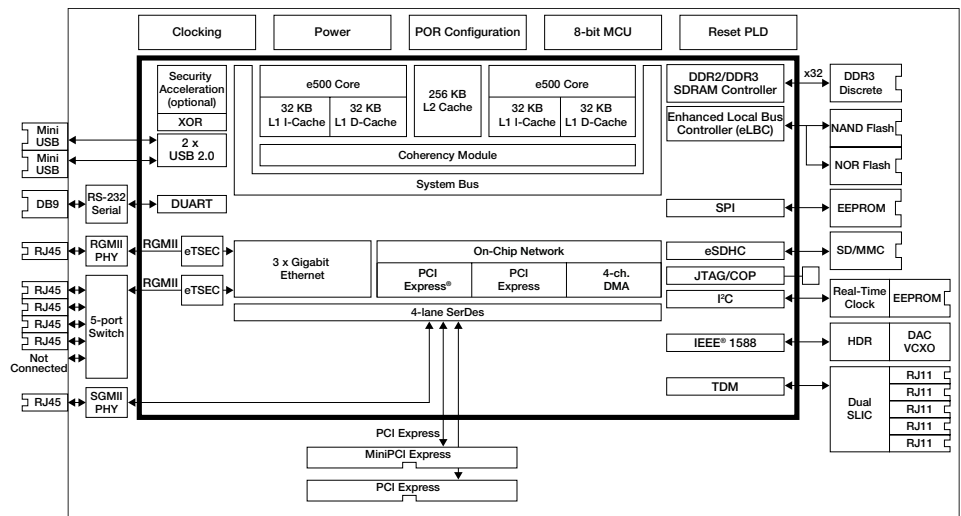 Clocking
Power
POR Configuration
8-bit MCU
Reset PLD
Security
Acceleration
(optional)
XOR
2 x
USB 2.0
e500 Core
32 KB
L1 I-Cache
32 KB
L1 D-Cache
256 KB
L2 Cache
e500 Core
32 KB
L1 I-Cache
32 KB
L1 D-Cache
Coherency Module
System Bus
DDR2/DDR3
SDRAM Controller
x32
DDR3
Discrete
Enhanced Local Bus
Controller (eLBC)
NAND Flash
NOR Flash
Mini
USB
Mini
USB
DB9
RS-232
Serial
DUART
SPI
EEPROM
RJ45
RGMII
PHY
RGMII
eTSEC
3 x Gigabit
Ethernet
On-Chip Network
PCI
Express®
PCI
Express
4-ch.
DMA
eSDHC
SD/MMC
JTAG/COP
RJ45
RJ45
RJ45
RJ45
Not
Connected
5-port
Switch
RGMII
eTSEC
4-lane SerDes
I²C
Real-Time
Clock
EEPROM
IEEE® 1588
HDR
DAC
VCXO
RJ45
SGMII
PHY
TDM
Dual
SLIC
RJ11
RJ11
RJ11
RJ11
RJ11
PCI Express
MiniPCI Express
PCI Express